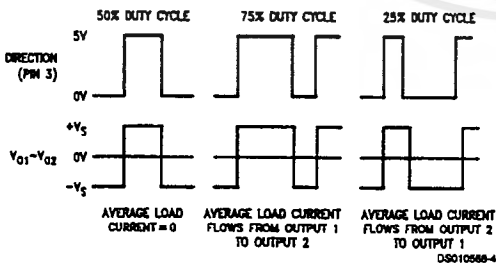 50% DUTY CYCLE 75% DUTY CYCLE 25% DUTY CYCLE
5V
DIRECTION
(PIN 3)
0V
+VS
VO1-VO2 0V
-VS
AVERAGE LOAD
CURRENT = 0
AVERAGE LOAD CURRENT
FLOWS FROM OUTPUT 1
TO OUTPUT 2
AVERAGE LOAD CURRENT
FLOWS FROM OUTPUT 2
TO OUTPUT 1
DS010568-4